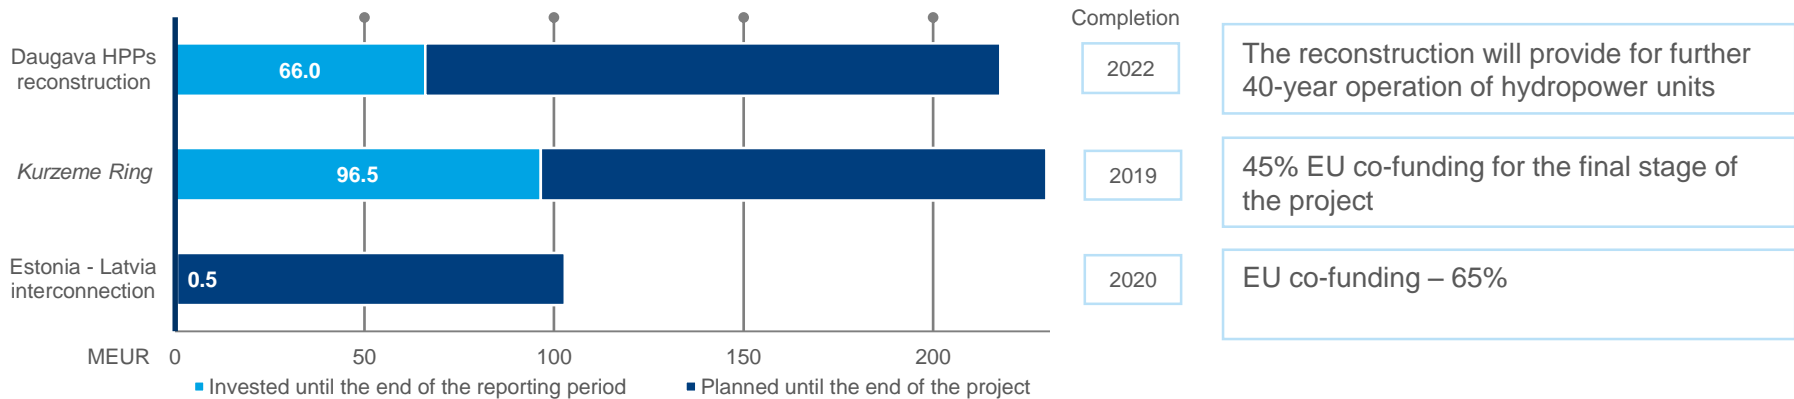 Completion
Daugava HPPs
reconstruction
66.0
2022
The reconstruction will provide for further
40-year operation of hydropower units
Kurzeme Ring
96.5
2019
45% EU co-funding for the final stage of
the project
Estonia - Latvia
interconnection
0.5
2020
EU co-funding – 65%
MEUR 0 50 100 150 200
Invested until the end of the reporting period
Planned until the end of the project